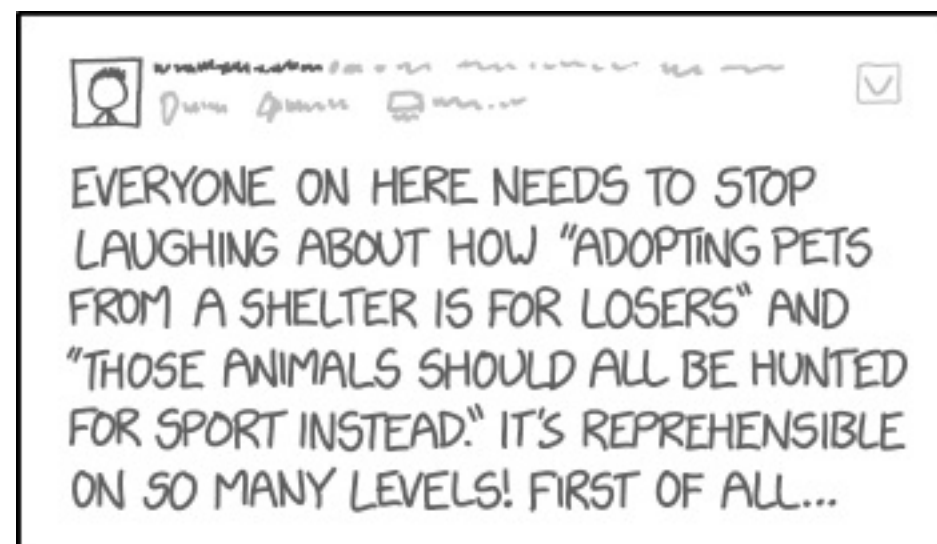 EVERYONE ON HERE NEEDS TO STOP
LAUGHING ABOUT HOW "ADOPTING PETS
FROM A SHELTER IS FOR LOSERS" AND
"THOSE ANIMALS SHOULD ALL BE HUNTED
FOR SPORT INSTEAD." IT'S REPREHENSIBLE
ON SO MANY LEVELS! FIRST OF ALL...